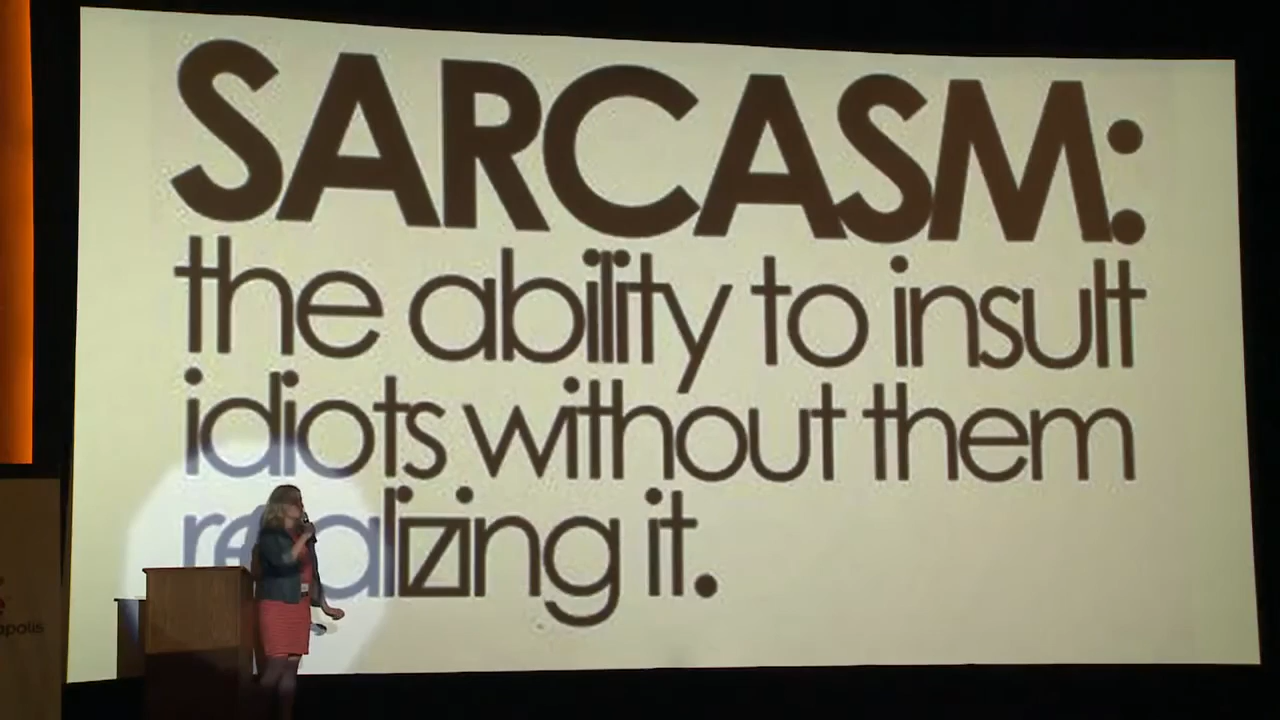 SARCASM:
the ability to insult
idiots without them
realizing it.